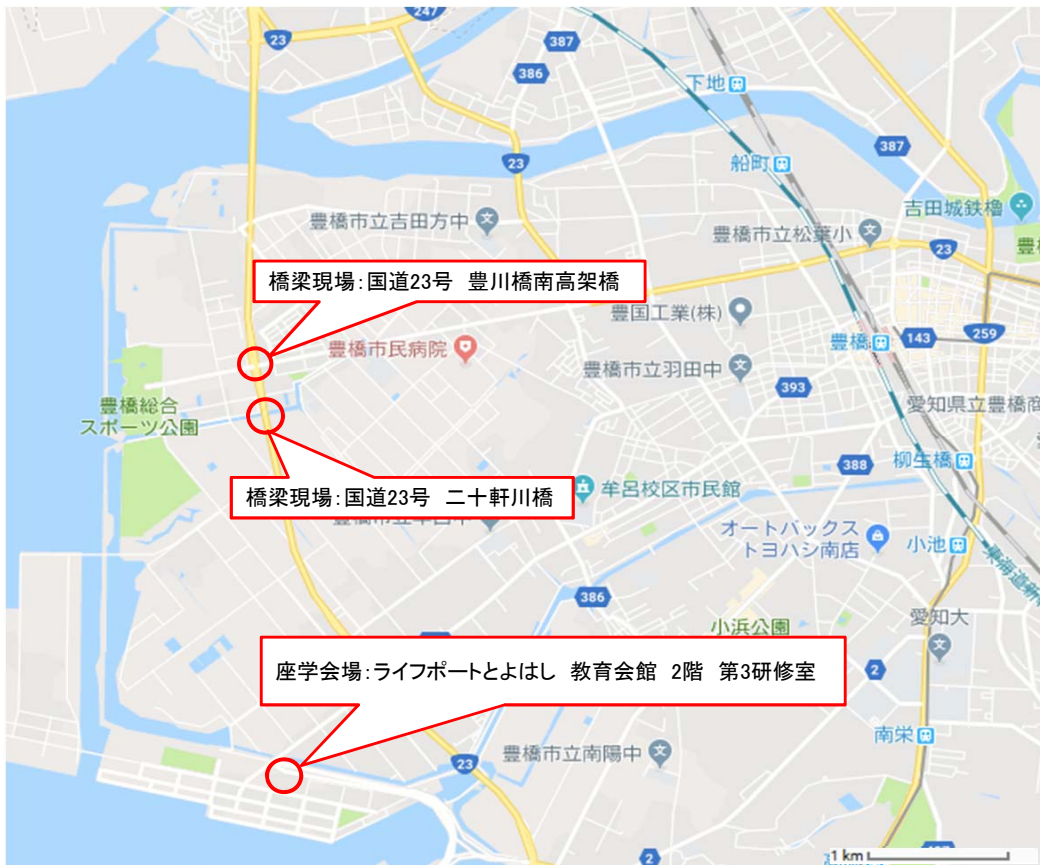 247
23
387
386
下地
23
船町
387
豊橋市立吉田方中
豊橋市立松葉小
吉田城鉄櫓
23
橋梁現場:国道23号 豊川橋南高架橋
豊国工業(株)
豊橋
143
259
豊橋市民病院
豊橋市立羽田中
393
豊橋総合
スポーツ公園
愛知県立豊橋商
柳生橋
388
橋梁現場:国道23号 二十軒川橋
牟呂校区市民館
オートバックス
トヨハシ南店
小池
東海道新
386
小浜公園
愛知大
座学会場:ライフポートとよはし 教育会館 2階 第3研修室
2
南栄
豊橋市立南陽中
23
2
1 km